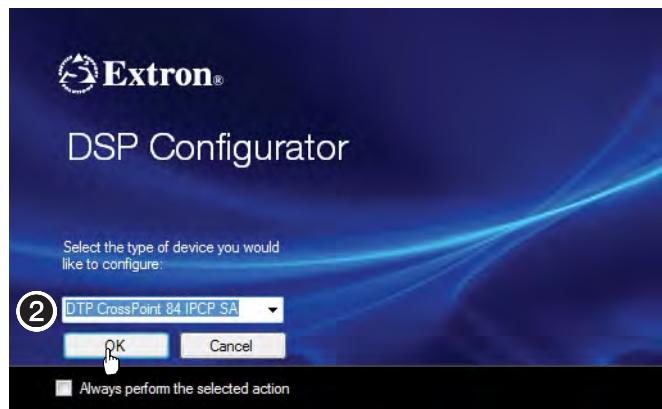 Extron®
DSP Configurator
Select the type of device you would
like to configure:
2
DTP CrossPoint 84 IPCP SA
OK
Cancel
Always perform the selected action